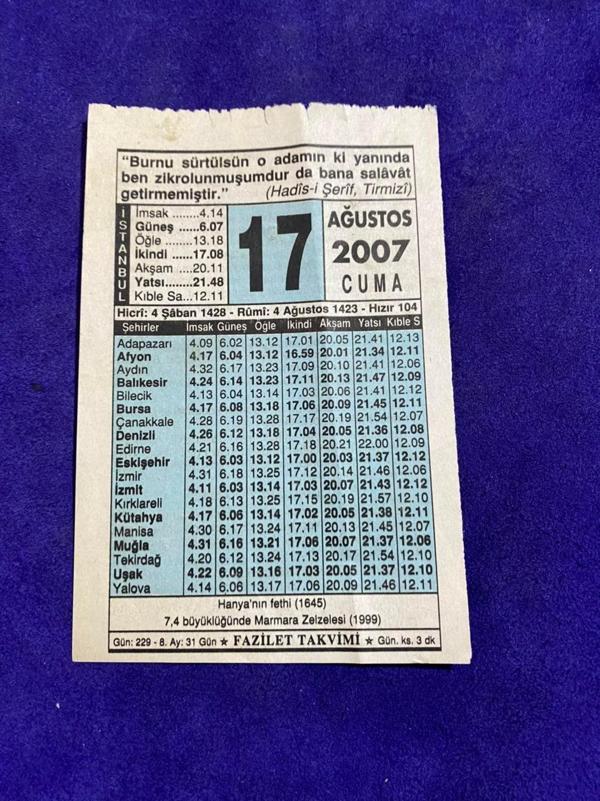 “Burnu sürtülsün o adamın ki yanında
ben zikrolunmuşumdur da bana salâvât
getirmemiştir.” (Hadîs-i Şerîf, Tirmizî)
İSTANBUL
İmsak ........4.14
Güneş ......6.07
Öğle ........13.18
İkindi ......17.08
Akşam ....20.11
Yatsı........21.48
Kıble Sa...12.11
17
AĞUSTOS
2007
CUMA
Hicrî: 4 Şâban 1428 - Rûmî: 4 Ağustos 1423 - Hızır 104
Şehirler İmsak Güneş Öğle İkindi Akşam Yatsı Kıble S
Adapazarı 4.09 6.02 13.12 17.01 20.05 21.41 12.13
Afyon 4.17 6.04 13.12 16.59 20.01 21.34 12.11
Aydın 4.32 6.17 13.23 17.09 20.10 21.41 12.06
Balıkesir 4.24 6.14 13.23 17.11 20.13 21.47 12.09
Bilecik 4.13 6.04 13.14 17.03 20.06 21.41 12.12
Bursa 4.17 6.08 13.18 17.06 20.09 21.45 12.11
Çanakkale 4.28 6.19 13.28 17.17 20.19 21.54 12.07
Denizli 4.26 6.12 13.18 17.04 20.05 21.36 12.08
Edirne 4.21 6.16 13.28 17.18 20.21 22.00 12.09
Eskişehir 4.13 6.03 13.12 17.00 20.03 21.37 12.12
İzmir 4.31 6.18 13.25 17.12 20.14 21.46 12.06
İzmit 4.11 6.03 13.14 17.03 20.07 21.43 12.12
Kırklareli 4.18 6.13 13.25 17.15 20.19 21.57 12.10
Kütahya 4.17 6.06 13.14 17.02 20.05 21.38 12.11
Manisa 4.30 6.17 13.24 17.11 20.13 21.45 12.07
Muğla 4.31 6.16 13.21 17.06 20.07 21.37 12.06
Tekirdağ 4.20 6.12 13.24 17.13 20.17 21.54 12.10
Uşak 4.22 6.09 13.16 17.03 20.05 21.37 12.10
Yalova 4.14 6.06 13.17 17.06 20.09 21.46 12.11
Hanya’nın fethi (1645)
7,4 büyüklüğünde Marmara Zelzelesi (1999)
Gün: 229 - 8. Ay: 31 Gün ★ FAZİLET TAKVİMİ ★ Gün. ks. 3 dk